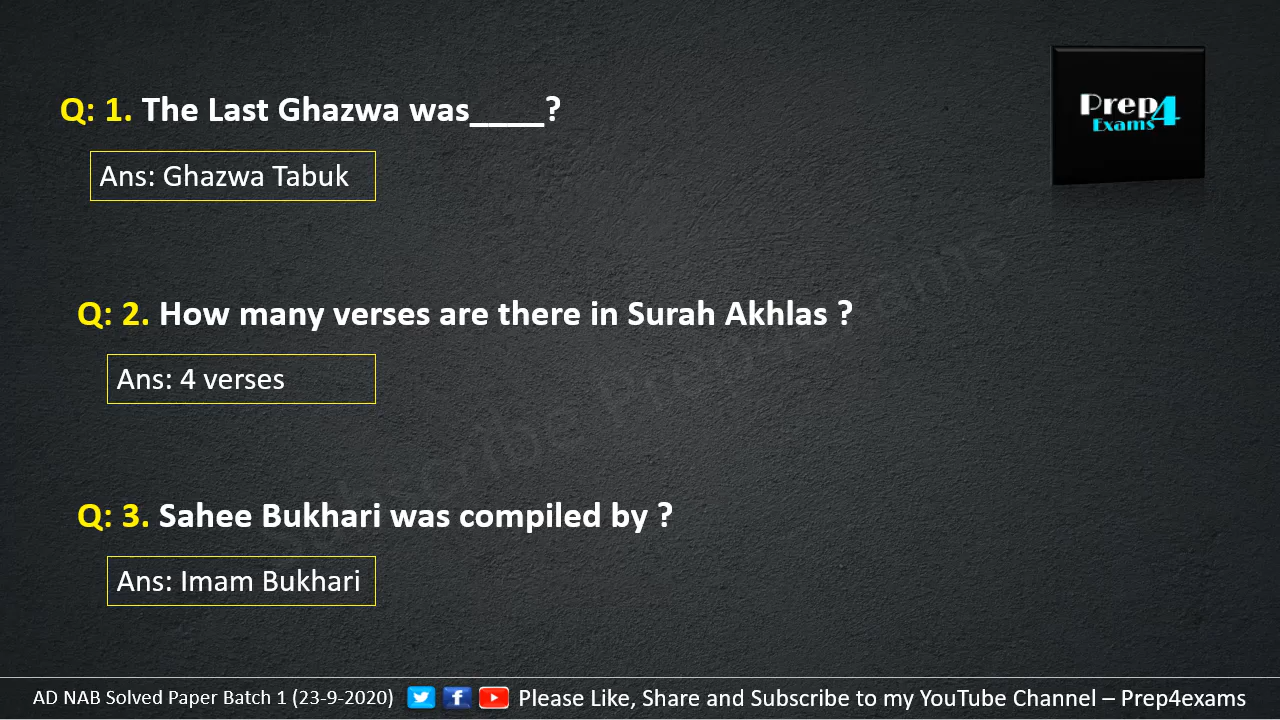 Prep4
Exams
Q: 1. The Last Ghazwa was____?
Ans: Ghazwa Tabuk
Q: 2. How many verses are there in Surah Akhlas ?
Ans: 4 verses
Q: 3. Sahee Bukhari was compiled by ?
Ans: Imam Bukhari
Subscribe Prep4exams
AD NAB Solved Paper Batch 1 (23-9-2020) Please Like, Share and Subscribe to my YouTube Channel – Prep4exams